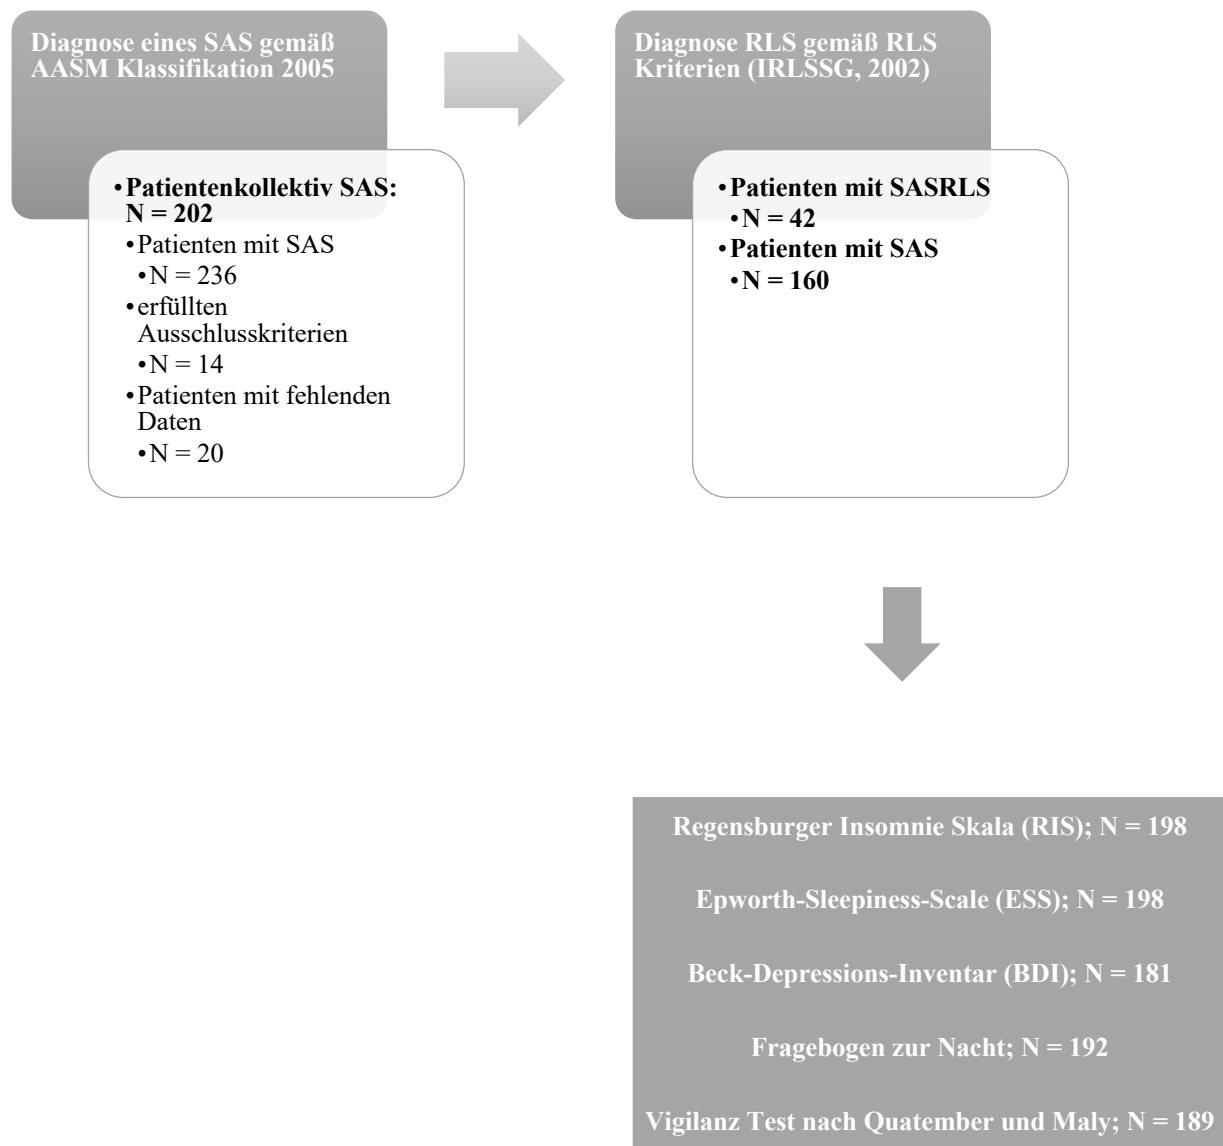 Diagnose eines SAS gemäß
AASM Klassifikation 2005
•Patientenkollektiv SAS:
N = 202
•Patienten mit SAS
•N = 236
•erfüllten
Ausschlusskriterien
•N = 14
•Patienten mit fehlenden
Daten
•N = 20
Diagnose RLS gemäß RLS
Kriterien (IRLSSG, 2002)
•Patienten mit SASRLS
•N = 42
•Patienten mit SAS
•N = 160
Regensburger Insomnie Skala (RIS); N = 198
Epworth-Sleepiness-Scale (ESS); N = 198
Beck-Depressions-Inventar (BDI); N = 181
Fragebogen zur Nacht; N = 192
Vigilanz Test nach Quatember und Maly; N = 189